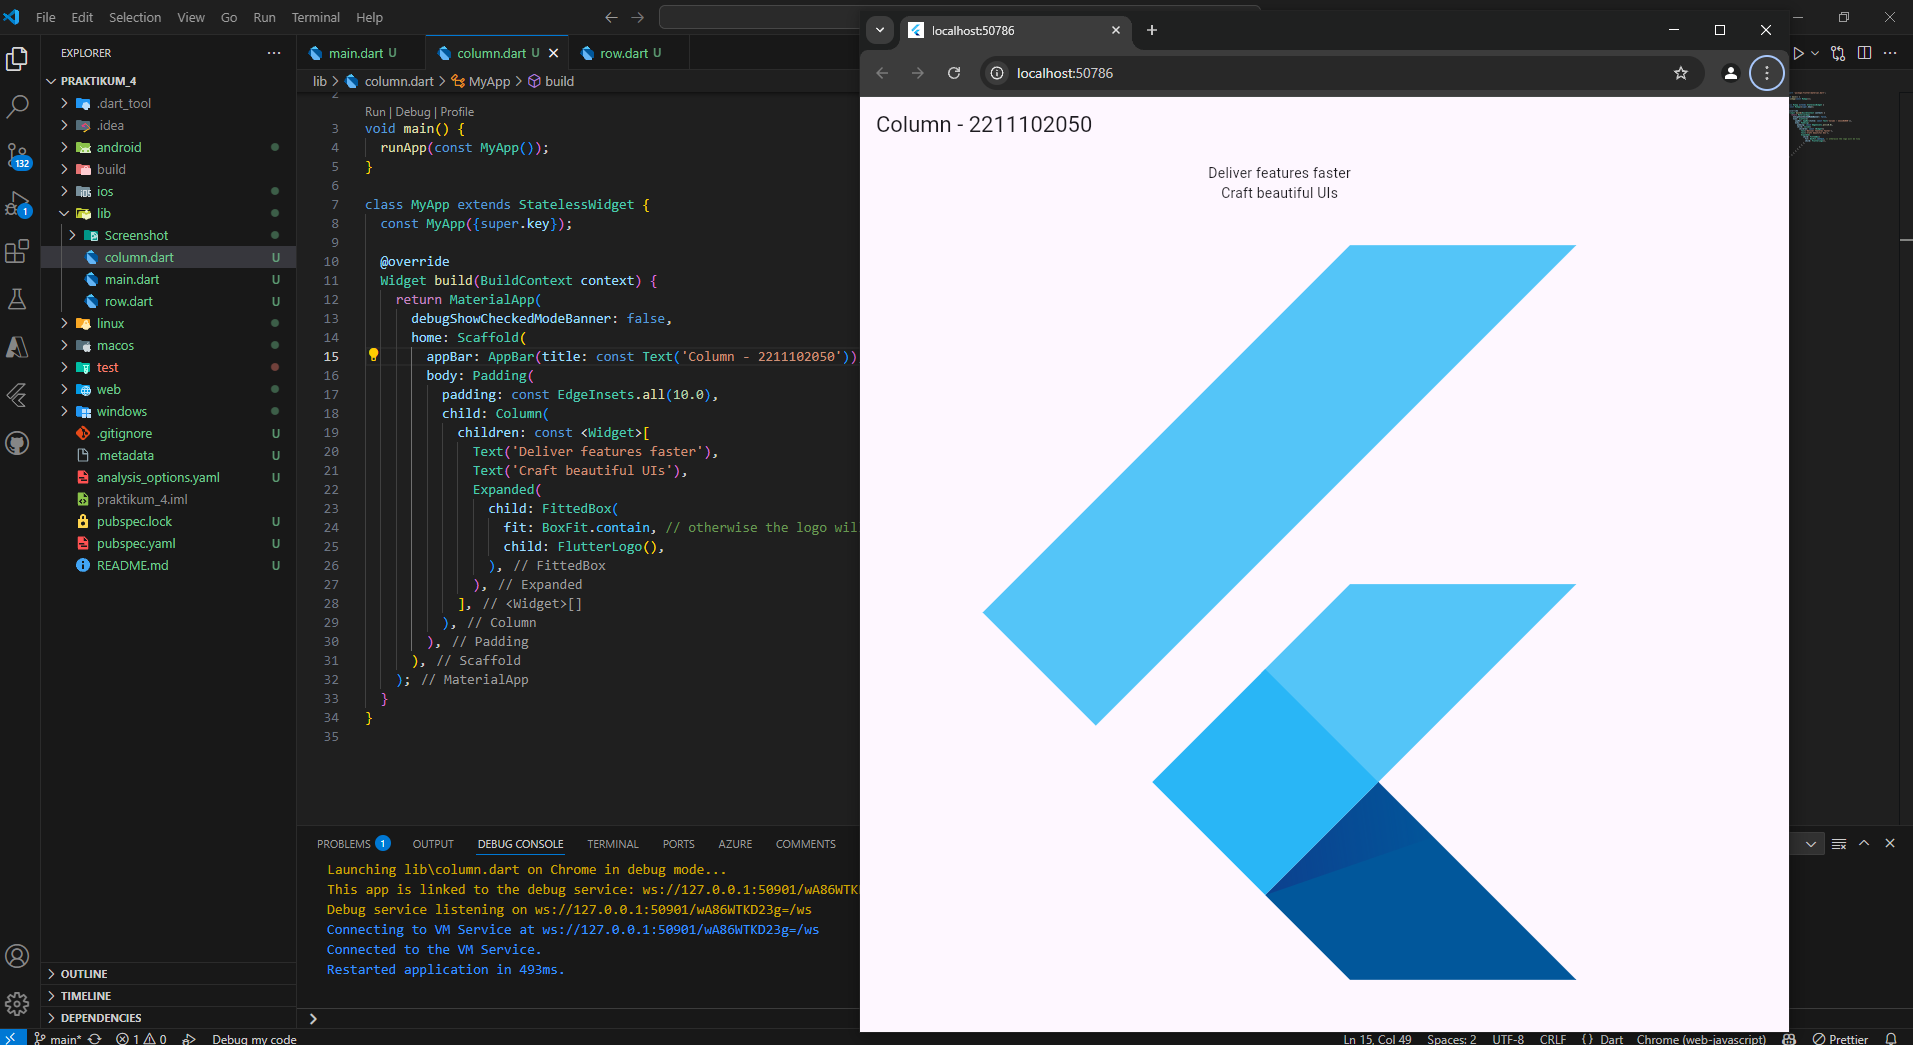 File Edit Selection View Go Run Terminal Help
EXPLORER
PRAKTIKUM_4
.dart_tool
.idea
android
build
ios
lib
Screenshot
column.dart U
main.dart U
row.dart U
linux
macos
test
web
windows
.gitignore U
.metadata U
analysis_options.yaml U
praktikum_4.iml
pubspec.lock U
pubspec.yaml U
README.md U
OUTLINE
TIMELINE
DEPENDENCIES
132
1
main.dart U column.dart U row.dart U
lib > column.dart > MyApp > build
2
Run | Debug | Profile
3 void main() {
4 runApp(const MyApp());
5 }
6
7 class MyApp extends StatelessWidget {
8 const MyApp({super.key});
9
10 @override
11 Widget build(BuildContext context) {
12 return MaterialApp(
13 debugShowCheckedModeBanner: false,
14 home: Scaffold(
15 appBar: AppBar(title: const Text('Column - 2211102050'))
16 body: Padding(
17 padding: const EdgeInsets.all(10.0),
18 child: Column(
19 children: const <Widget>[
20 Text('Deliver features faster'),
21 Text('Craft beautiful UIs'),
22 Expanded(
23 child: FittedBox(
24 fit: BoxFit.contain, // otherwise the logo wil
25 child: FlutterLogo(),
26 ), // FittedBox
27 ), // Expanded
28 ], // <Widget>[]
29 ), // Column
30 ), // Padding
31 ), // Scaffold
32 ); // MaterialApp
33 }
34 }
35
PROBLEMS 1 OUTPUT DEBUG CONSOLE TERMINAL PORTS AZURE COMMENTS
Launching lib\column.dart on Chrome in debug mode...
This app is linked to the debug service: ws://127.0.0.1:50901/wA86WTK
Debug service listening on ws://127.0.0.1:50901/wA86WTKD23g=/ws
Connecting to VM Service at ws://127.0.0.1:50901/wA86WTKD23g=/ws
Connected to the VM Service.
Restarted application in 493ms.
localhost:50786
localhost:50786
Column - 2211102050
Deliver features faster
Craft beautiful UIs
main* 1 0 Debug my code Ln 15, Col 49 Spaces: 2 UTF-8 CRLF { } Dart Chrome (web-javascript) Prettier